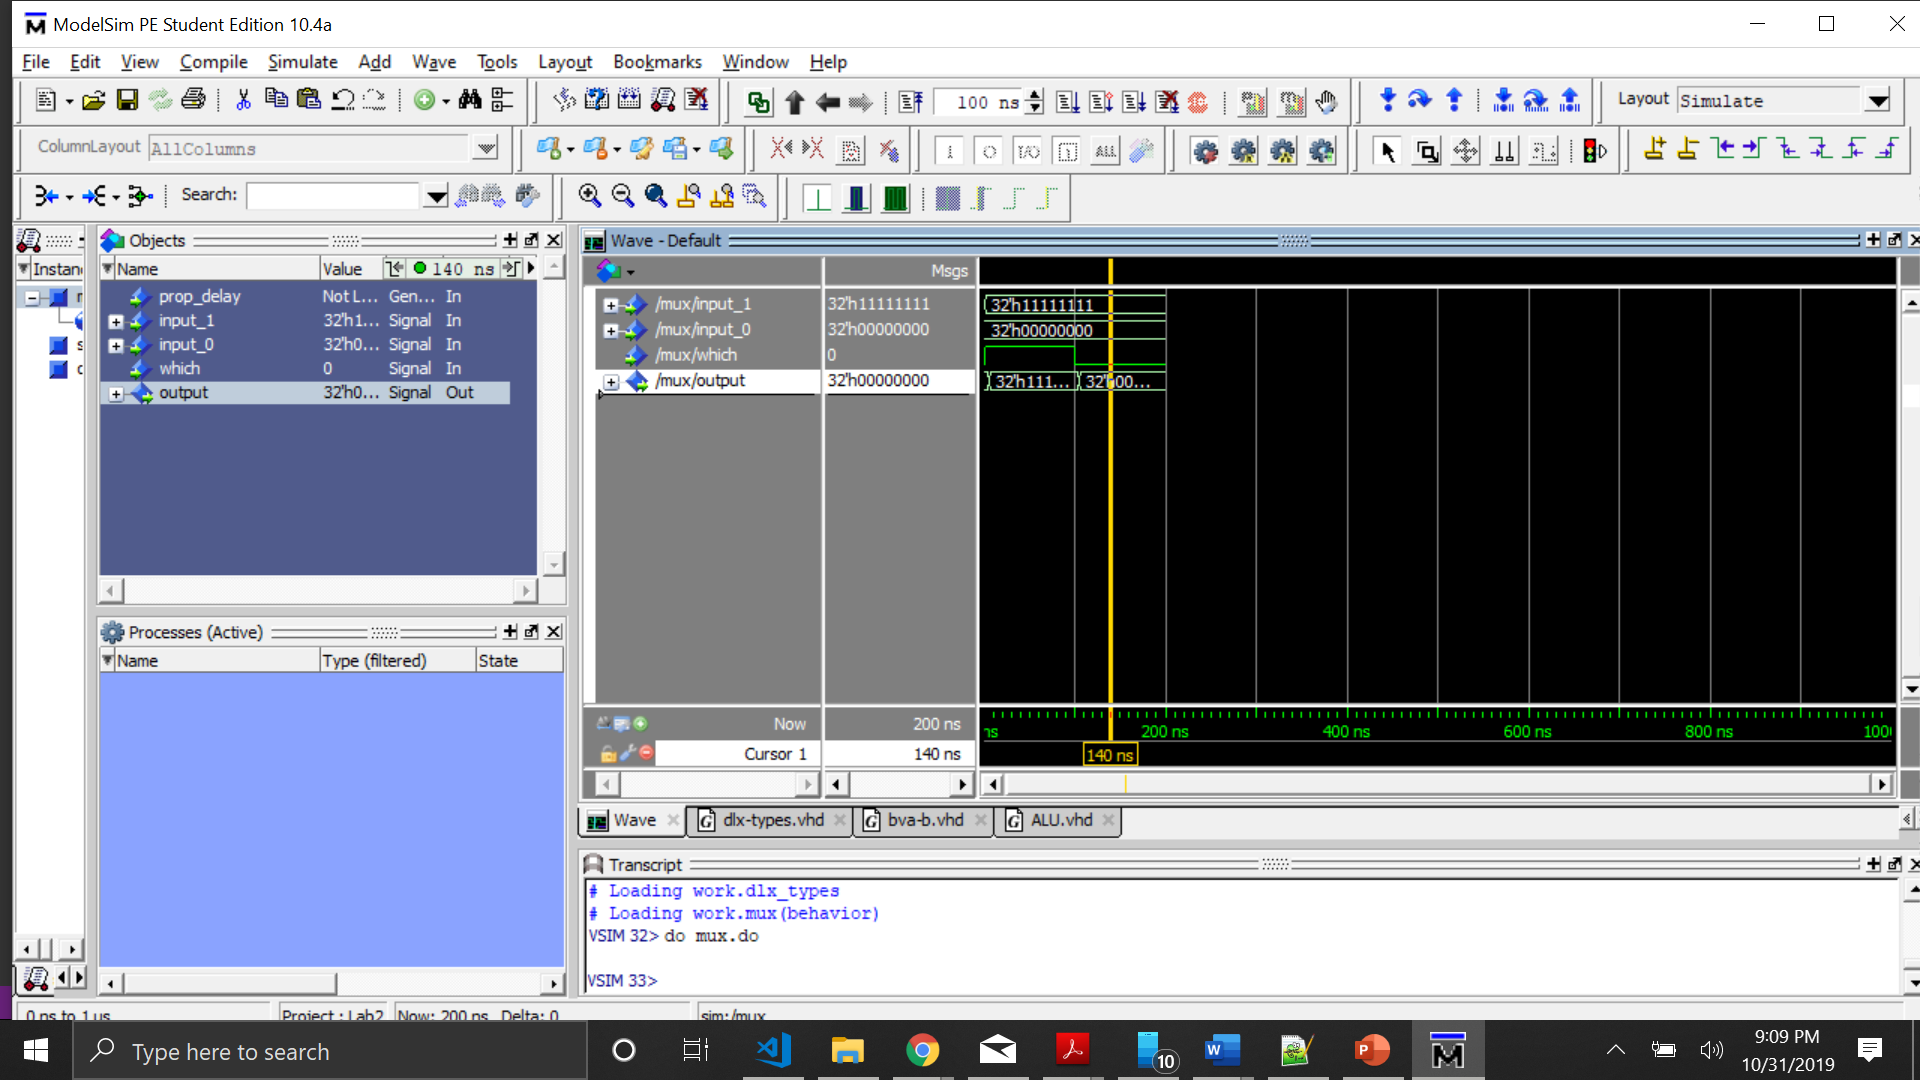 ModelSim PE Student Edition 10.4a
File Edit View Compile Simulate Add Wave Tools Layout Bookmarks Window Help
100 ns
Layout Simulate
ColumnLayout AllColumns
ALL
Search:
Instan
Objects
Name Value 140 ns
prop_delay Not L... Gen... In
input_1 32'h1... Signal In
input_0 32'h0... Signal In
which 0 Signal In
output 32'h0... Signal Out
Processes (Active)
Name Type (filtered) State
Wave - Default
Msgs
/mux/input_1 32'h11111111 32'h11111111
/mux/input_0 32'h00000000 32'h00000000
/mux/which 0
/mux/output 32'h00000000 32'h111... 32'h00...
Now 200 ns
ns 200 ns 400 ns 600 ns 800 ns 100
Cursor 1 140 ns 140 ns
Wave dlx-types.vhd bva-b.vhd ALU.vhd
Transcript
# Loading work.dlx_types
# Loading work.mux(behavior)
VSIM 32> do mux.do
VSIM 33>
0 ns to 1 us Project : Lab2 Now: 200 ns Delta: 0 sim:/mux
Type here to search
10
9:09 PM
10/31/2019